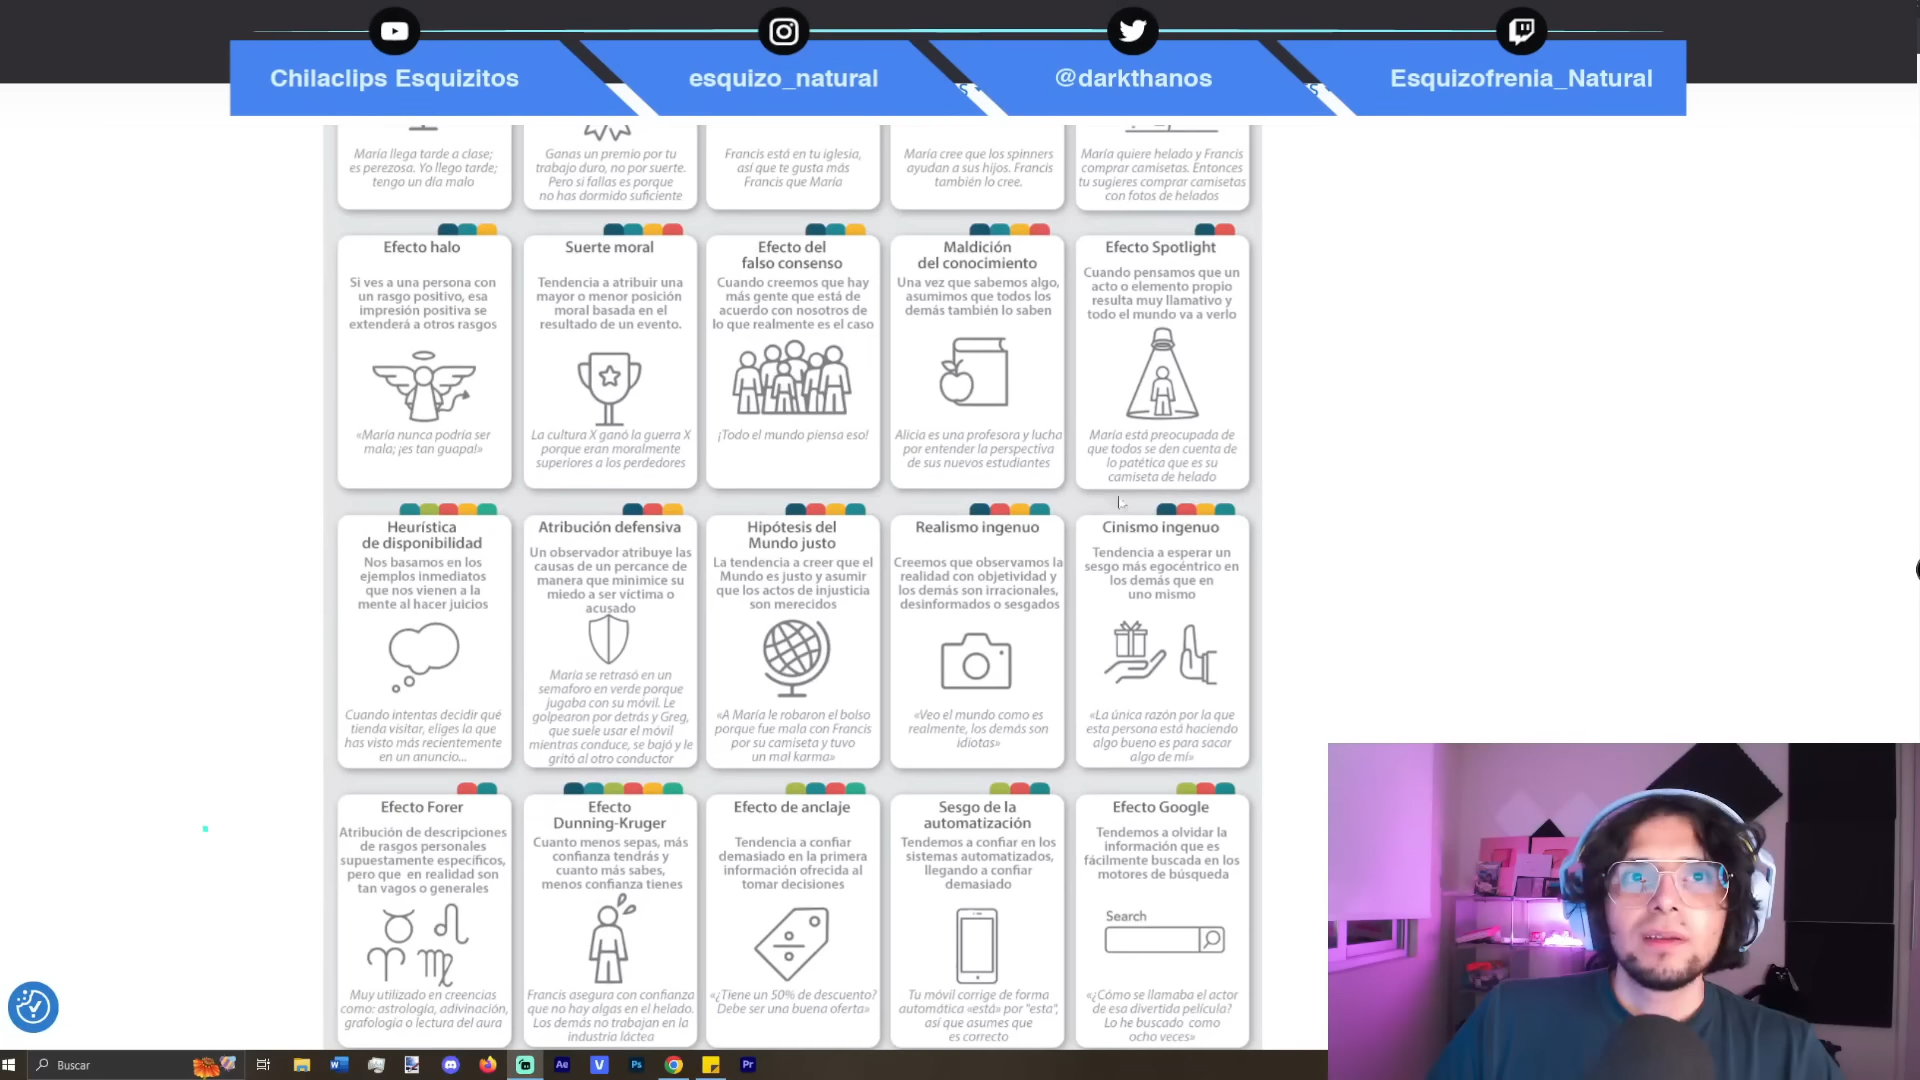 Chilaclips Esquizitos
esquizo_natural
@darkthanos
Esquizofrenia_Natural
María llega tarde a clase;
es perezosa. Yo llego tarde;
tengo un día malo
Ganas un premio por tu
trabajo duro, no por suerte.
Pero si fallas es porque
no has dormido suficiente
Francis está en tu iglesia,
así que te gusta más
Francis que María
María cree que los spinners
ayudan a sus hijos. Francis
también lo cree.
María quiere helado y Francis
comprar camisetas. Entonces
tu sugieres comprar camisetas
con fotos de helados
Efecto halo
Si ves a una persona con
un rasgo positivo, esa
impresión positiva se
extenderá a otros rasgos
«María nunca podría ser
mala; ¡es tan guapa!»
Suerte moral
Tendencia a atribuir una
mayor o menor posición
moral basada en el
resultado de un evento.
La cultura X ganó la guerra X
porque eran moralmente
superiores a los perdedores
Efecto del
falso consenso
Cuando creemos que hay
más gente que está de
acuerdo con nosotros de
lo que realmente es el caso
¡Todo el mundo piensa eso!
Maldición
del conocimiento
Una vez que sabemos algo,
asumimos que todos los
demás también lo saben
Alicia es una profesora y lucha
por entender la perspectiva
de sus nuevos estudiantes
Efecto Spotlight
Cuando pensamos que un
acto o elemento propio
resulta muy llamativo y
todo el mundo va a verlo
María está preocupada de
que todos se den cuenta de
lo patética que es su
camiseta de helado
Heurística
de disponibilidad
Nos basamos en los
ejemplos inmediatos
que nos vienen a la
mente al hacer juicios
Cuando intentas decidir qué
tienda visitar, eliges la que
has visto más recientemente
en un anuncio...
Atribución defensiva
Un observador atribuye las
causas de un percance de
manera que minimice su
miedo a ser víctima o
acusado
María se retrasó en un
semaforo en verde porque
jugaba con su móvil. Le
golpearon por detrás y Greg,
que suele usar el móvil
mientras conduce, se bajó y le
gritó al otro conductor
Hipótesis del
Mundo justo
La tendencia a creer que el
Mundo es justo y asumir
que los actos de injusticia
son merecidos
«A María le robaron el bolso
porque fue mala con Francis
por su camiseta y tuvo
un mal karma»
Realismo ingenuo
Creemos que observamos la
realidad con objetividad y
los demás son irracionales,
desinformados o sesgados
«Veo el mundo como es
realmente, los demás son
idiotas»
Cinismo ingenuo
Tendencia a esperar un
sesgo más egocéntrico en
los demás que en
uno mismo
«La única razón por la que
esta persona está haciendo
algo bueno es para sacar
algo de mí»
Efecto Forer
Atribución de descripciones
de rasgos personales
supuestamente específicos,
pero que en realidad son
tan vagos o generales
Muy utilizado en creencias
como: astrología, adivinación,
grafología o lectura del aura
Efecto
Dunning-Kruger
Cuanto menos sepas, más
confianza tendrás y
cuanto más sabes,
menos confianza tienes
Francis asegura con confianza
que no hay algas en el helado.
Los demás no trabajan en la
industria láctea
Efecto de anclaje
Tendencia a confiar
demasiado en la primera
información ofrecida al
tomar decisiones
«¿Tiene un 50% de descuento?
Debe ser una buena oferta»
Sesgo de la
automatización
Tendemos a confiar en los
sistemas automatizados,
llegando a confiar
demasiado
Tu móvil corrige de forma
automática «está» por "esta",
así que asumes que
es correcto
Efecto Google
Tendemos a olvidar la
información que es
fácilmente buscada en los
motores de búsqueda
Search
«¿Cómo se llamaba el actor
de esa divertida película?
Lo he buscado como
ocho veces»
Buscar
Ae
V
Ps
Pr